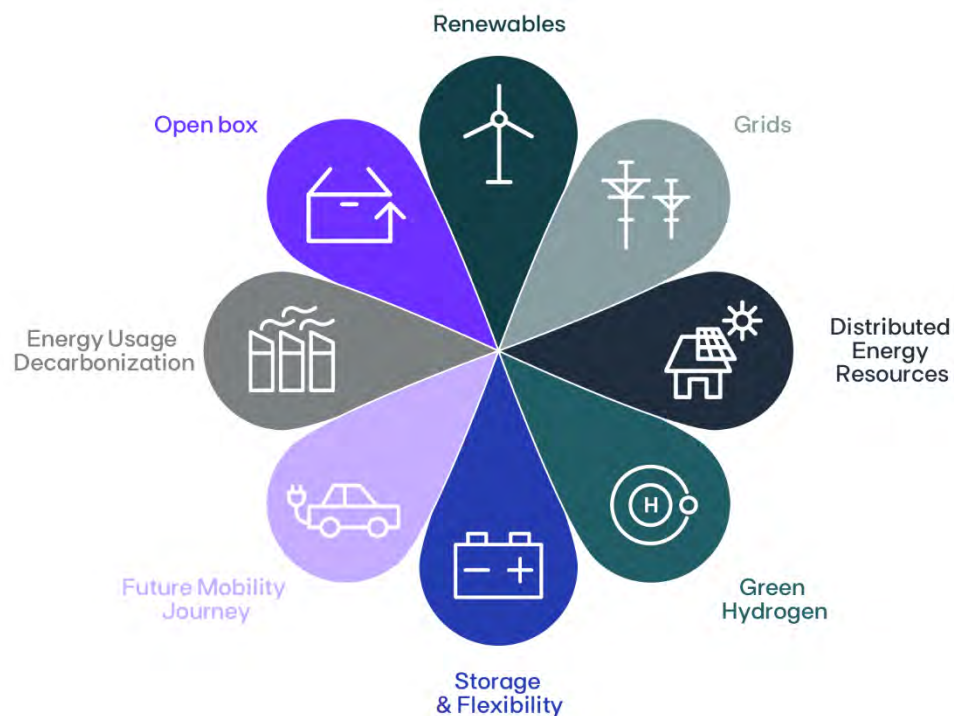 Renewables
Open box
Grids
Energy Usage
Decarbonization
Distributed
Energy
Resources
H
Future Mobility
Journey
Green
Hydrogen
Storage
& Flexibility